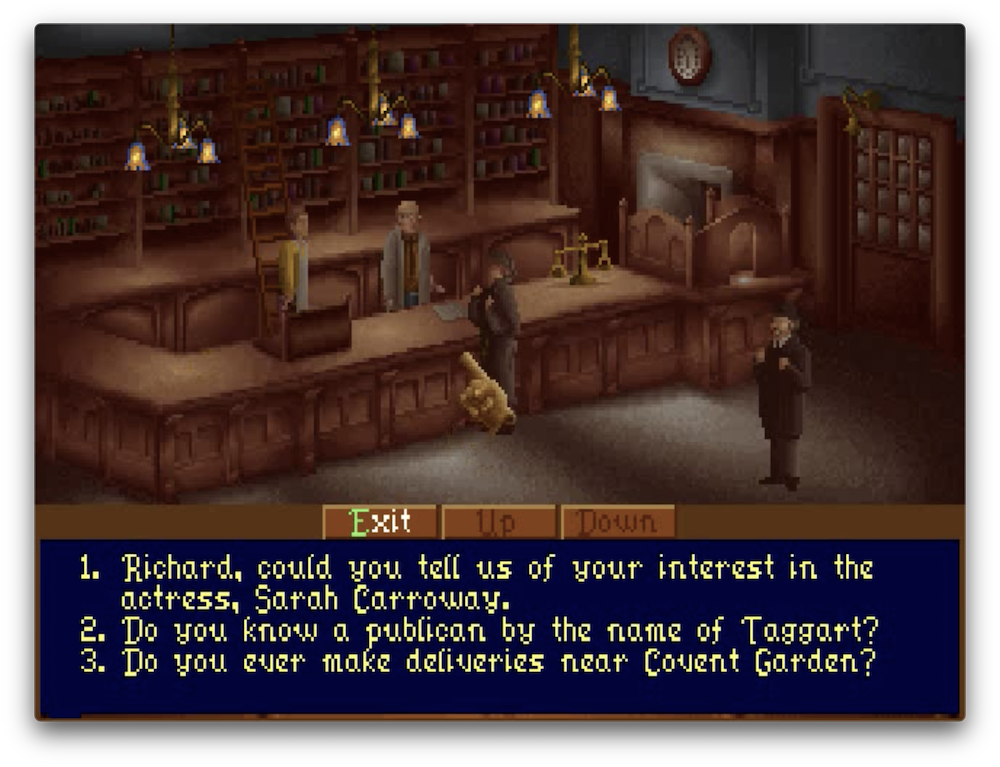 Exit Up Down
1. Richard, could you tell us of your interest in the
actress, Sarah Carroway.
2. Do you know a publican by the name of Taggart?
3. Do you ever make deliveries near Covent Garden?